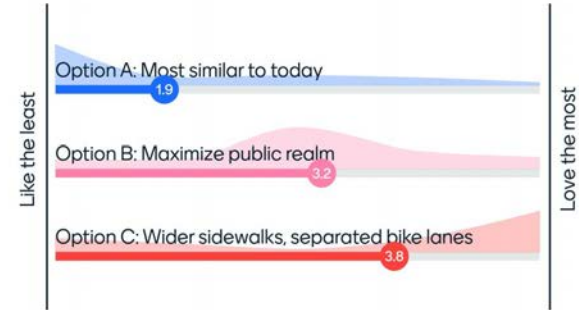 Like the least
Option A: Most similar to today
1.9
Option B: Maximize public realm
3.2
Option C: Wider sidewalks, separated bike lanes
3.8
Love the most